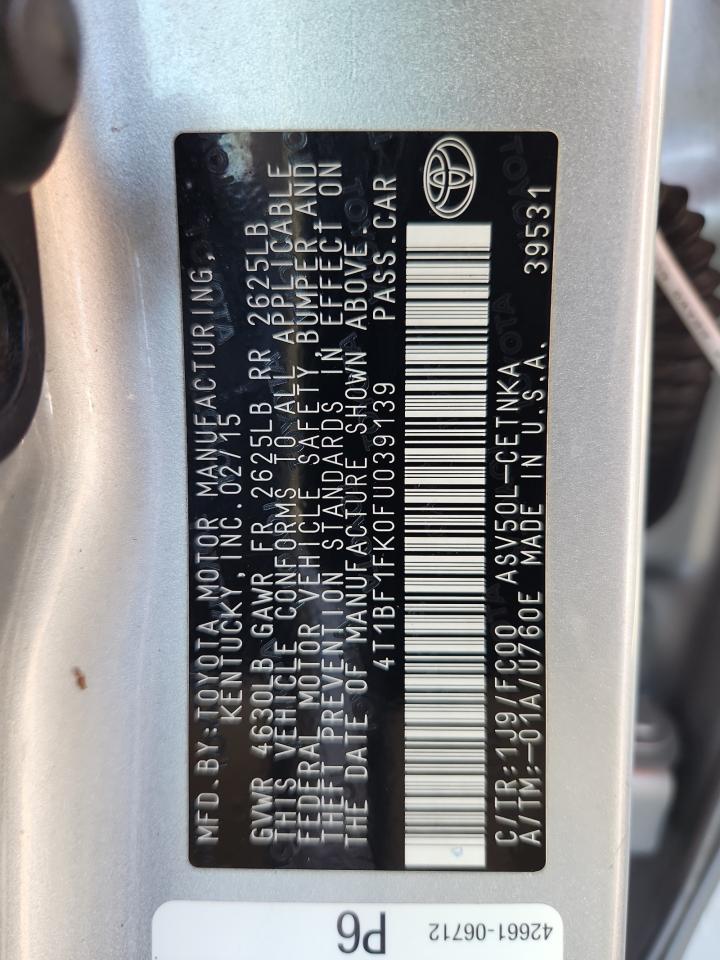 MFD.BY:TOYOTA MOTOR MANUFACTURING,
KENTUCKY, INC. 02/15
GVWR 4630LB GAWR FR 2625LB RR 2625LB
THIS VEHICLE CONFORMS TO ALL APPLICABLE
FEDERAL MOTOR VEHICLE SAFETY, BUMPER, AND
THEFT PREVENTION STANDARDS IN EFFECT ON
THE DATE OF MANUFACTURE SHOWN ABOVE.
4T1BF1FK0FU039139 PASS.CAR
C/TR:1J9/FC00 ASV50L-CETNKA
A/TM:-01A/U760E MADE IN U.S.A. 39531
P6
42661-06712